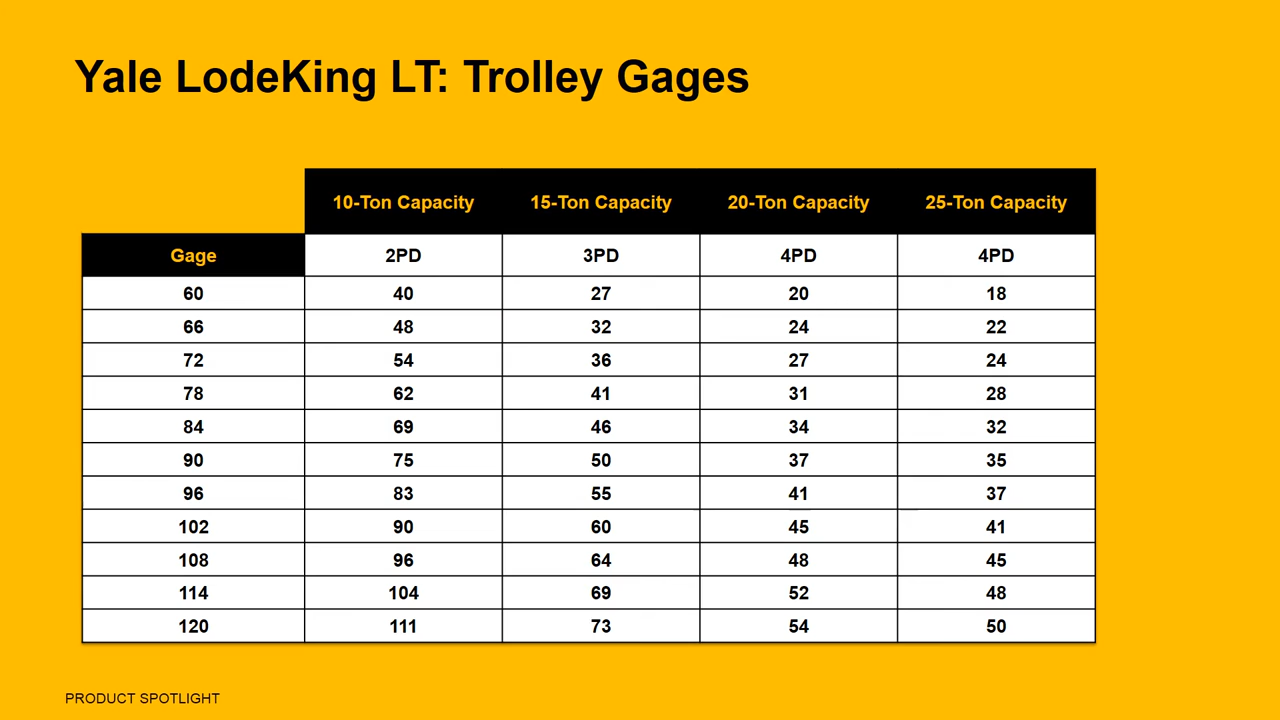 Yale LodeKing LT: Trolley Gages
10-Ton Capacity 15-Ton Capacity 20-Ton Capacity 25-Ton Capacity
Gage 2PD 3PD 4PD 4PD
60 40 27 20 18
66 48 32 24 22
72 54 36 27 24
78 62 41 31 28
84 69 46 34 32
90 75 50 37 35
96 83 55 41 37
102 90 60 45 41
108 96 64 48 45
114 104 69 52 48
120 111 73 54 50
PRODUCT SPOTLIGHT